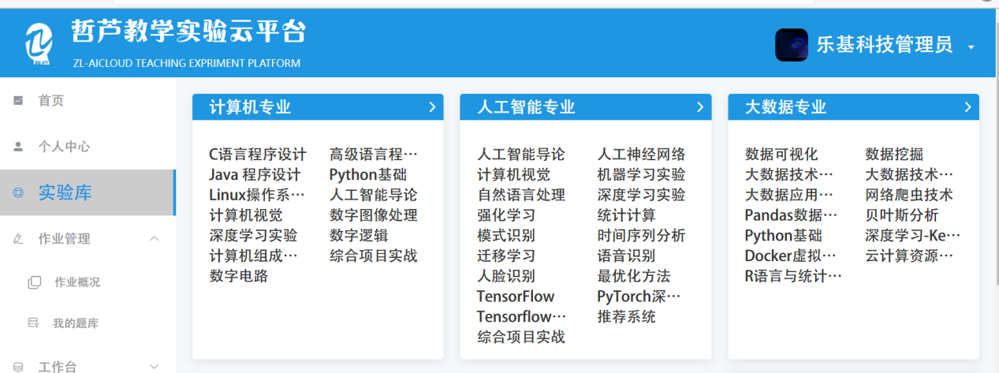 哲芦教学实验云平台
ZL-AICLOUD TEACHING EXPRIMENT PLATFORM
乐基科技管理员
首页
个人中心
实验库
作业管理
作业概况
我的题库
工作台
计算机专业
C语言程序设计 高级语言程…
Java 程序设计 Python基础
Linux操作系… 人工智能导论
计算机视觉 数字图像处理
深度学习实验 数字逻辑
计算机组成… 综合项目实战
数字电路
人工智能专业
人工智能导论 人工神经网络
计算机视觉 机器学习实验
自然语言处理 深度学习实验
强化学习 统计计算
模式识别 时间序列分析
迁移学习 语音识别
人脸识别 最优化方法
TensorFlow PyTorch深…
Tensorflow… 推荐系统
综合项目实战
大数据专业
数据可视化 数据挖掘
大数据技术… 大数据技术…
大数据应用… 网络爬虫技术
Pandas数据… 贝叶斯分析
Python基础 深度学习-Ke…
Docker虚拟… 云计算资源…
R语言与统计…